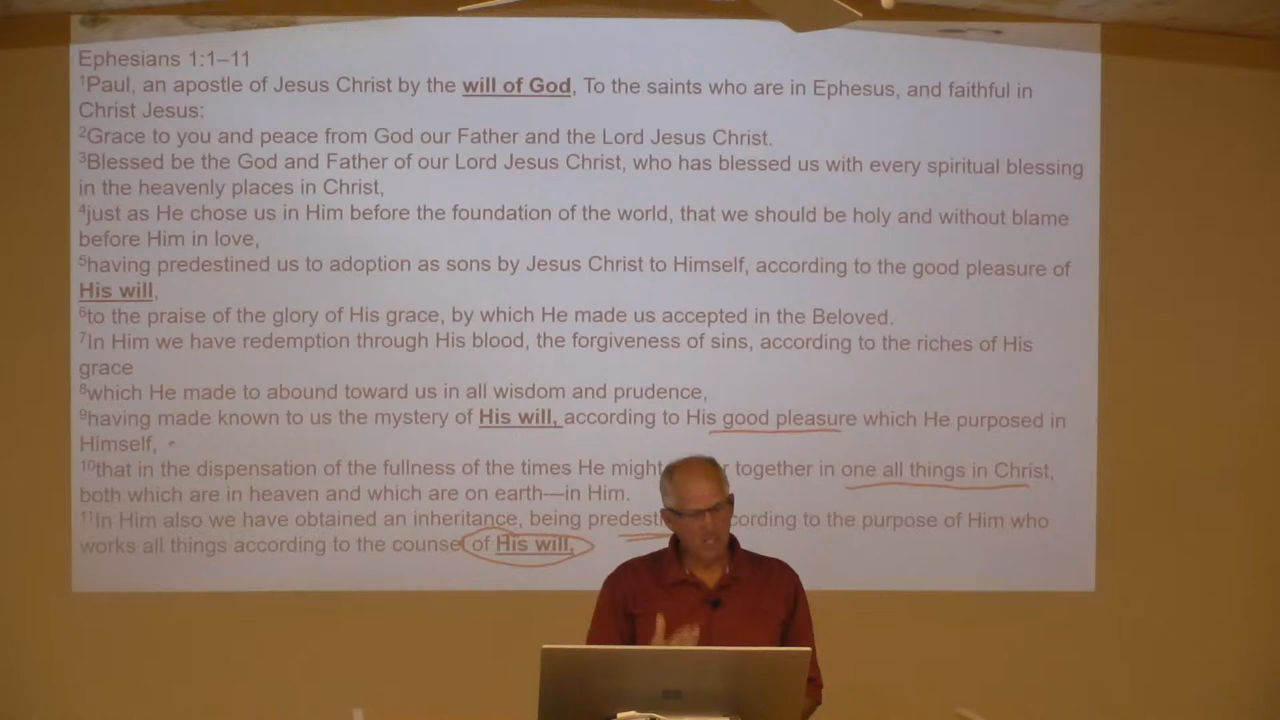 Ephesians 1:1–11
¹Paul, an apostle of Jesus Christ by the will of God, To the saints who are in Ephesus, and faithful in
Christ Jesus:
²Grace to you and peace from God our Father and the Lord Jesus Christ.
³Blessed be the God and Father of our Lord Jesus Christ, who has blessed us with every spiritual blessing
in the heavenly places in Christ,
⁴just as He chose us in Him before the foundation of the world, that we should be holy and without blame
before Him in love,
⁵having predestined us to adoption as sons by Jesus Christ to Himself, according to the good pleasure of
His will,
⁶to the praise of the glory of His grace, by which He made us accepted in the Beloved.
⁷In Him we have redemption through His blood, the forgiveness of sins, according to the riches of His
grace
⁸which He made to abound toward us in all wisdom and prudence,
⁹having made known to us the mystery of His will, according to His good pleasure which He purposed in
Himself,
¹⁰that in the dispensation of the fullness of the times He might together in one all things in Christ,
both which are in heaven and which are on earth—in Him.
¹¹In Him also we have obtained an inheritance, being to the purpose of Him who
works all things according to the counsel of His will,